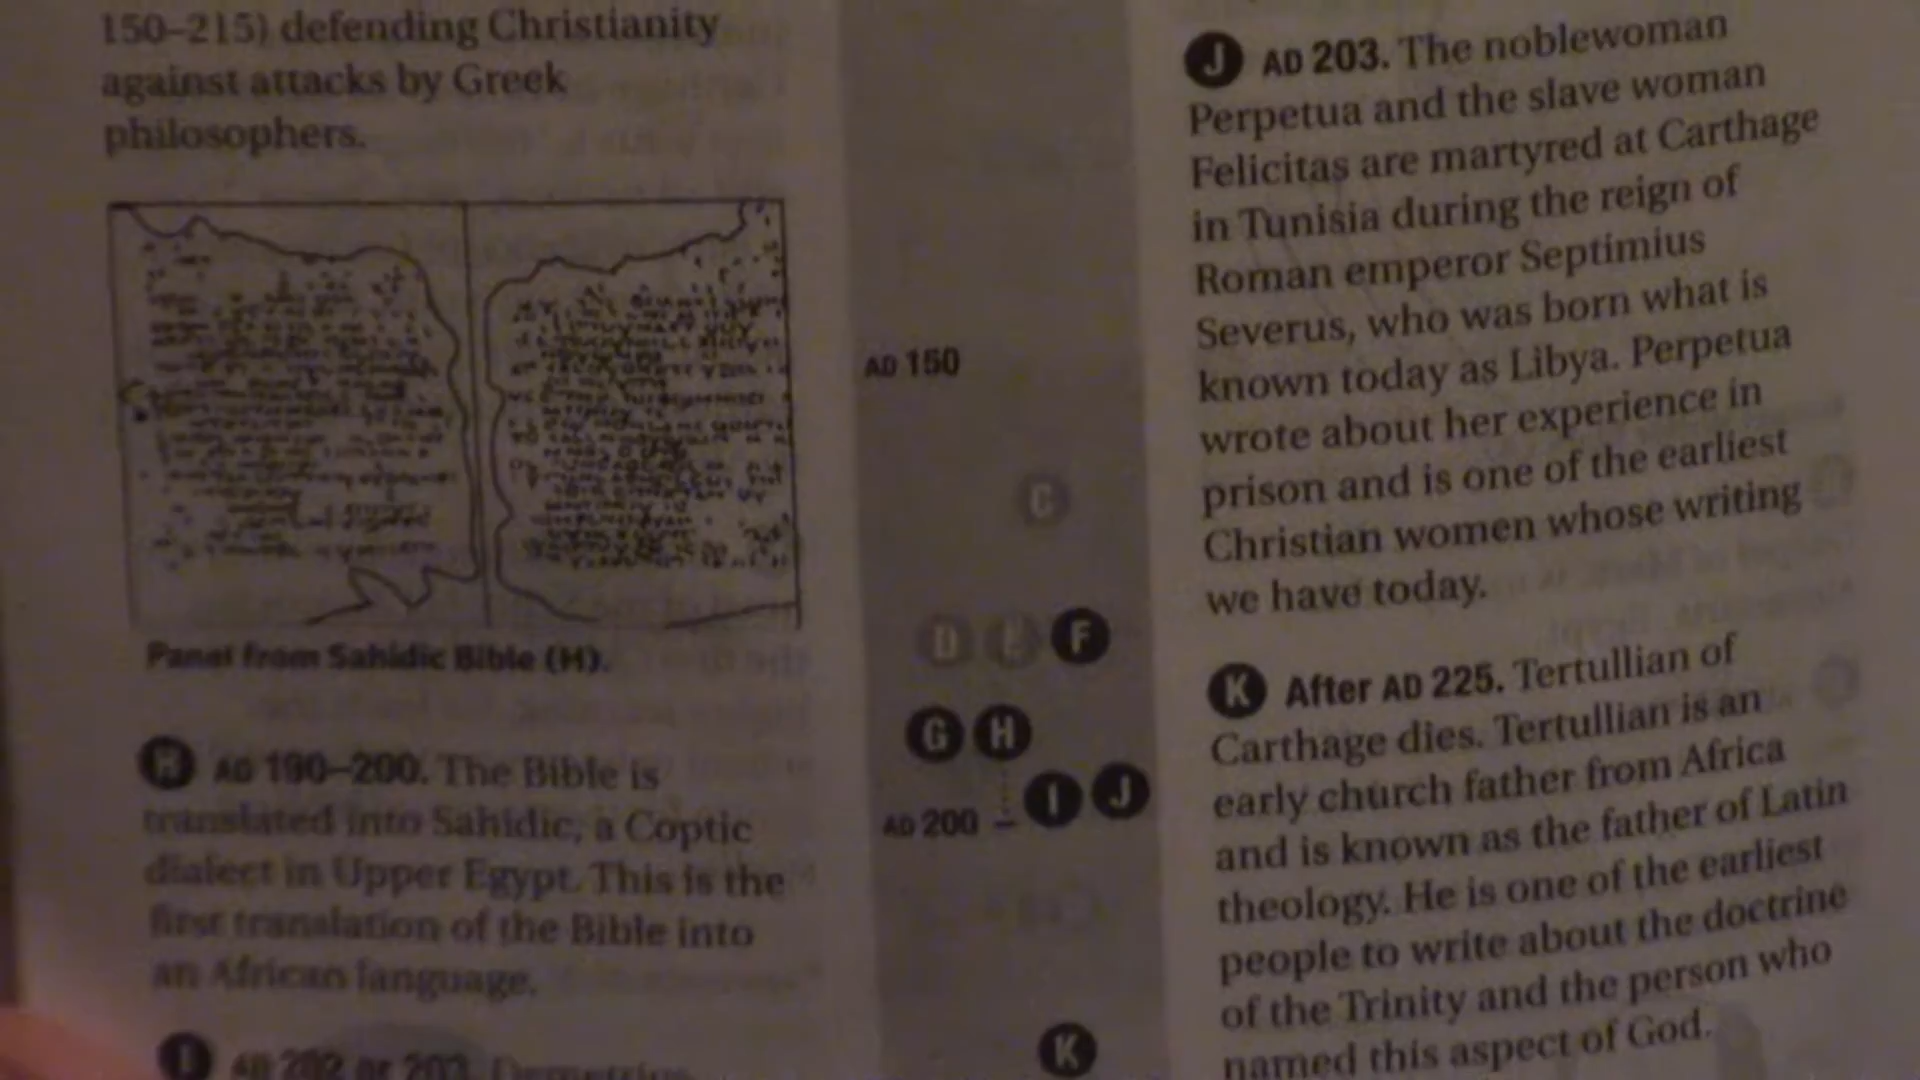 150–215) defending Christianity
against attacks by Greek
philosophers.
Panel from Sahidic Bible (H).
H AD 190–200. The Bible is
translated into Sahidic, a Coptic
dialect in Upper Egypt. This is the
first translation of the Bible into
an African language.
I AD 202 or 203. Demetrius
AD 150
C
D E F
G H
I J
AD 200
K
J AD 203. The noblewoman
Perpetua and the slave woman
Felicitas are martyred at Carthage
in Tunisia during the reign of
Roman emperor Septimius
Severus, who was born what is
known today as Libya. Perpetua
wrote about her experience in
prison and is one of the earliest
Christian women whose writing
we have today.
K After AD 225. Tertullian of
Carthage dies. Tertullian is an
early church father from Africa
and is known as the father of Latin
theology. He is one of the earliest
people to write about the doctrine
of the Trinity and the person who
named this aspect of God.